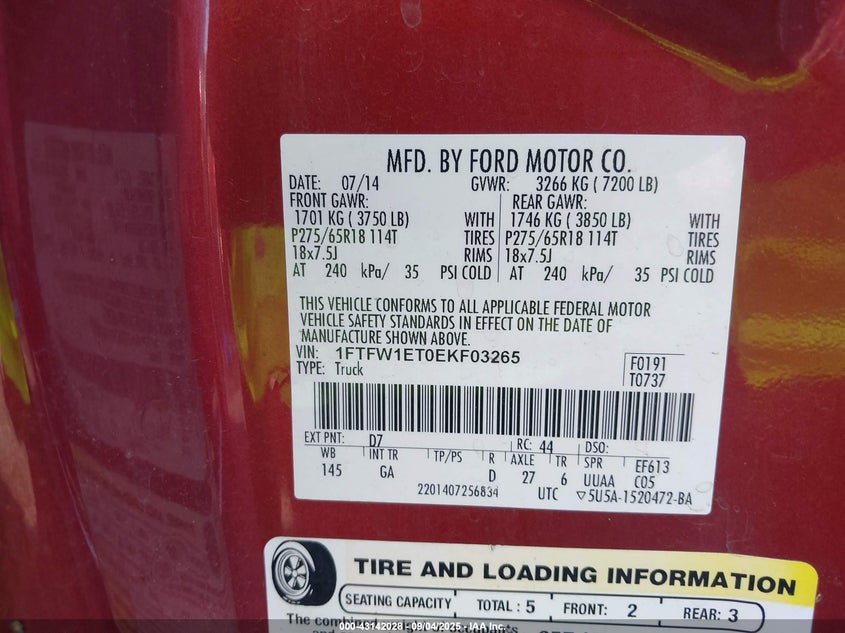 MFD. BY FORD MOTOR CO.
DATE: 07/14 GVWR: 3266 KG ( 7200 LB)
FRONT GAWR: REAR GAWR:
1701 KG ( 3750 LB) WITH 1746 KG ( 3850 LB) WITH
P275/65R18 114T TIRES P275/65R18 114T TIRES
18x7.5J RIMS 18x7.5J RIMS
AT 240 kPa/ 35 PSI COLD AT 240 kPa/ 35 PSI COLD
THIS VEHICLE CONFORMS TO ALL APPLICABLE FEDERAL MOTOR
VEHICLE SAFETY STANDARDS IN EFFECT ON THE DATE OF
MANUFACTURE SHOWN ABOVE.
VIN: 1FTFW1ET0EKF03265 F0191
TYPE: Truck T0737
EXT PNT: D7 RC: 44 DSO:
WB INT TR TP/PS R AXLE TR SPR EF613
145 GA D 27 6 UUAA C05
2201407256834 UTC ▽5U5A-1520472-BA
TIRE AND LOADING INFORMATION
SEATING CAPACITY TOTAL : 5 FRONT: 2 REAR: 3
The
000-43142028 - 09/04/2025 - IAA, Inc.